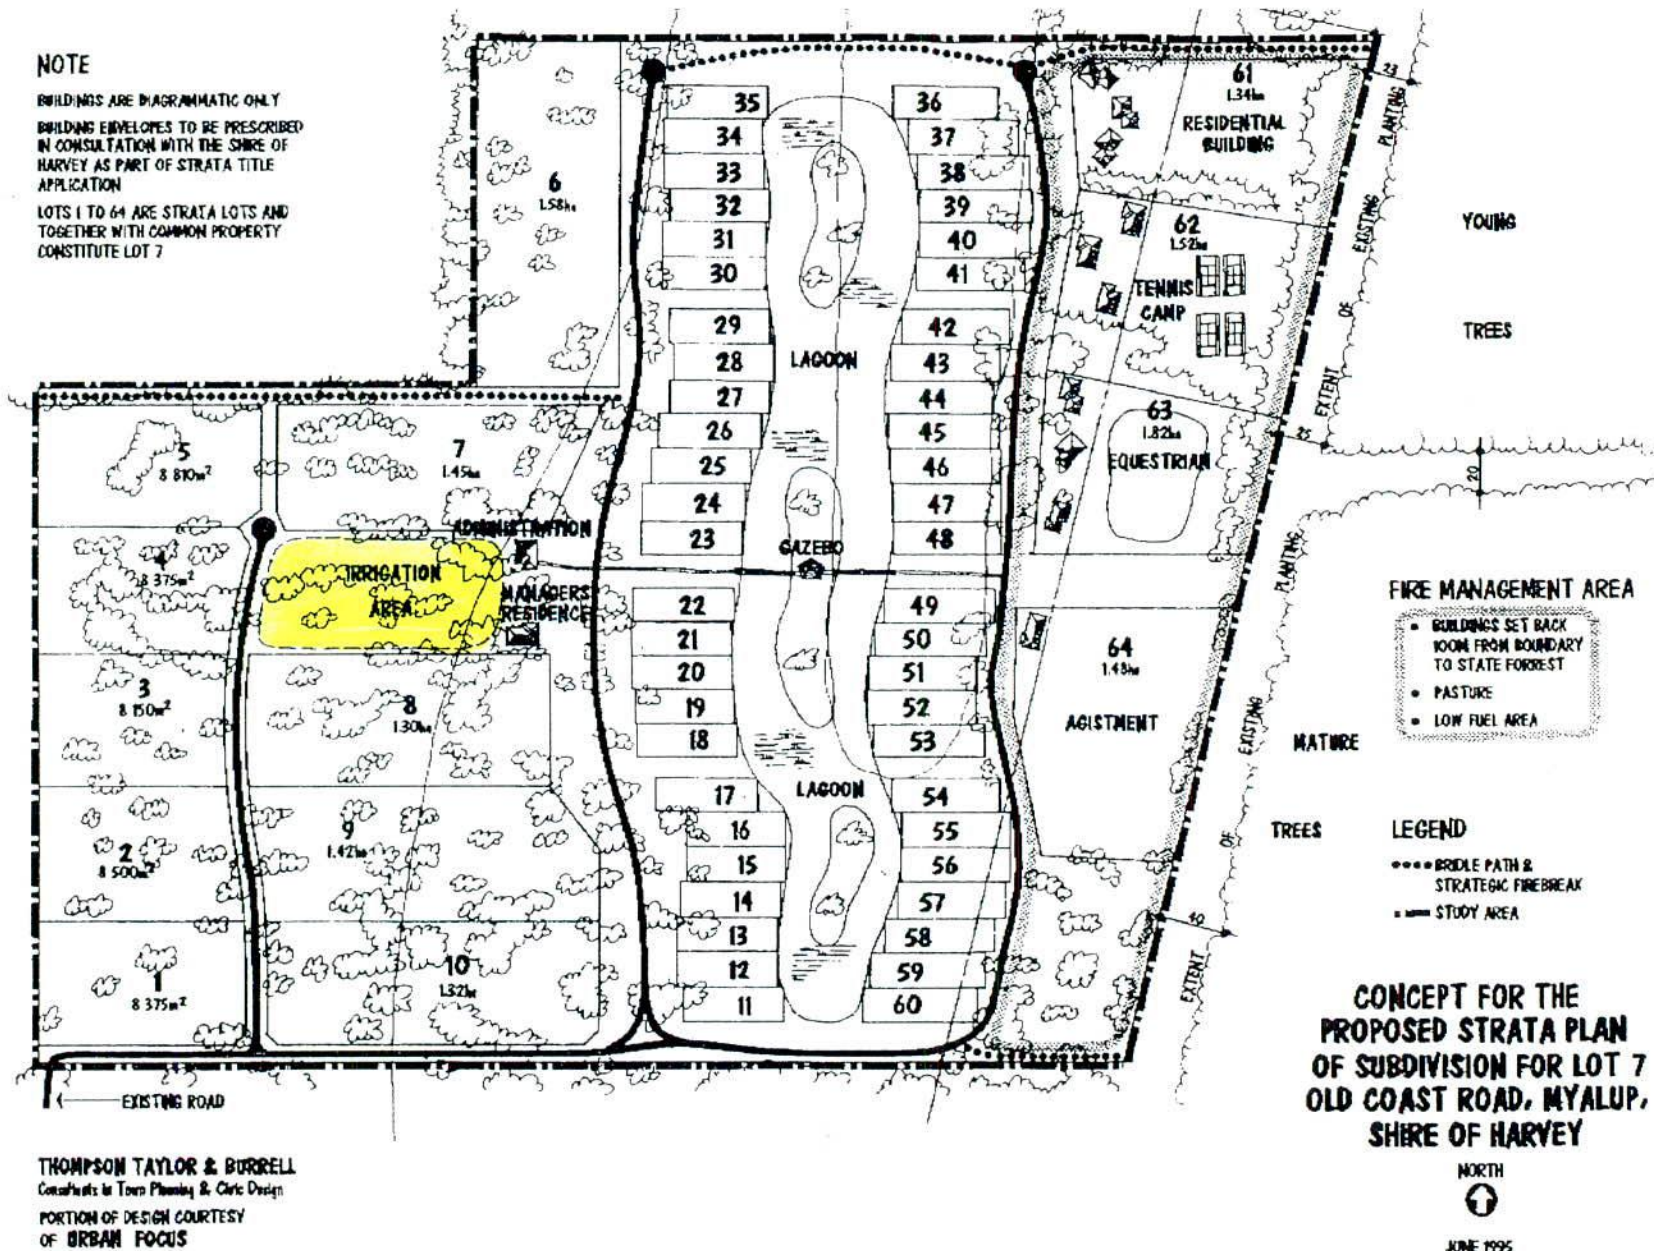 NOTE
BUILDINGS ARE DIAGRAMMATIC ONLY
BUILDING ENVELOPES TO BE PRESCRIBED
IN CONSULTATION WITH THE SHIRE OF
HARVEY AS PART OF STRATA TITLE
APPLICATION
LOTS 1 TO 64 ARE STRATA LOTS AND
TOGETHER WITH COMMON PROPERTY
CONSTITUTE LOT 7
6
1.58ha
5
8 810m²
7
1.45ha
4
8 375m²
ADMINISTRATION
IRRIGATION
AREA
MANAGERS
RESIDENCE
3
8 150m²
8
1.30ha
2
8 500m²
9
1.42ha
1
8 375m²
10
1.32ha
35
34
33
32
31
30
29
28
27
26
25
24
23
22
21
20
19
18
17
16
15
14
13
12
11
LAGOON
GAZEBO
LAGOON
36
37
38
39
40
41
42
43
44
45
46
47
48
49
50
51
52
53
54
55
56
57
58
59
60
61
1.34ha
RESIDENTIAL
BUILDING
62
1.52ha
TENNIS
CAMP
63
1.82ha
EQUESTRIAN
64
1.48ha
AGISTMENT
23
EXTENT OF EXISTING PLANTING
25
20
EXTENT OF EXISTING PLANTING
40
YOUNG
TREES
MATURE
TREES
FIRE MANAGEMENT AREA
• BUILDINGS SET BACK
100M FROM BOUNDARY
TO STATE FORREST
• PASTURE
• LOW FUEL AREA
LEGEND
BRIDLE PATH &
STRATEGIC FIREBREAK
STUDY AREA
EXISTING ROAD
CONCEPT FOR THE
PROPOSED STRATA PLAN
OF SUBDIVISION FOR LOT 7
OLD COAST ROAD, MYALUP,
SHIRE OF HARVEY
NORTH
JUNE 1995
THOMPSON TAYLOR & BURRELL
Consultants in Town Planning & Civic Design
PORTION OF DESIGN COURTESY
OF URBAN FOCUS